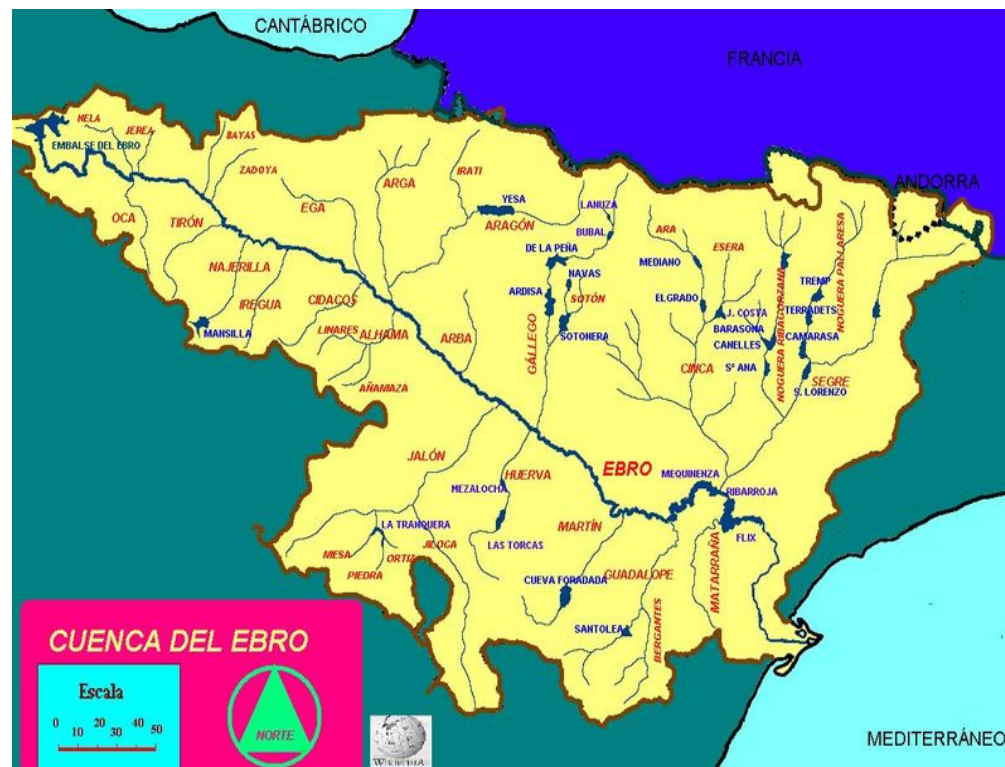 CANTÁBRICO
FRANCIA
NELA
JEREA
BAYAS
EMBALSE DEL EBRO
ZADOYA
ARGA
IRATI
ANDORRA
EGA
YESA
LANUZA
OCA
TIRÓN
ARAGÓN
BUBAL
ARA
ESERA
NOGUERA PALLARESA
DE LA PEÑA
MEDIANO
NAJERILLA
NAVAS
NOGUERA RIBAGORZANA
TREMP
ARDISA
SOTÓN
ELGRADO
IREGUA
CIDACOS
J. COSTA
TERRADETS
MANSILLA
LINARES
ALHAMA
ARBA
GÁLLEGO
SOTONERA
BARASONA
CANELLES
CAMARASA
CINCA
Sº ANA
SEGRE
S. LORENZO
AÑAMAZA
JALÓN
HUERVA
EBRO
MEQUINENZA
MEZALOCHA
RIBARROJA
LA TRANQUERA
MARTÍN
FLIX
MIESA
ORTIZ
JILOCA
LAS TORCAS
PIEDRA
CUEVA FORADADA
GUADALOPE
MATARRAÑA
SANTOLEA
BERGANTES
CUENCA DEL EBRO
Escala
0 10 20 30 40 50
NORTE
WIKIPEDIA
MEDITERRÁNEO